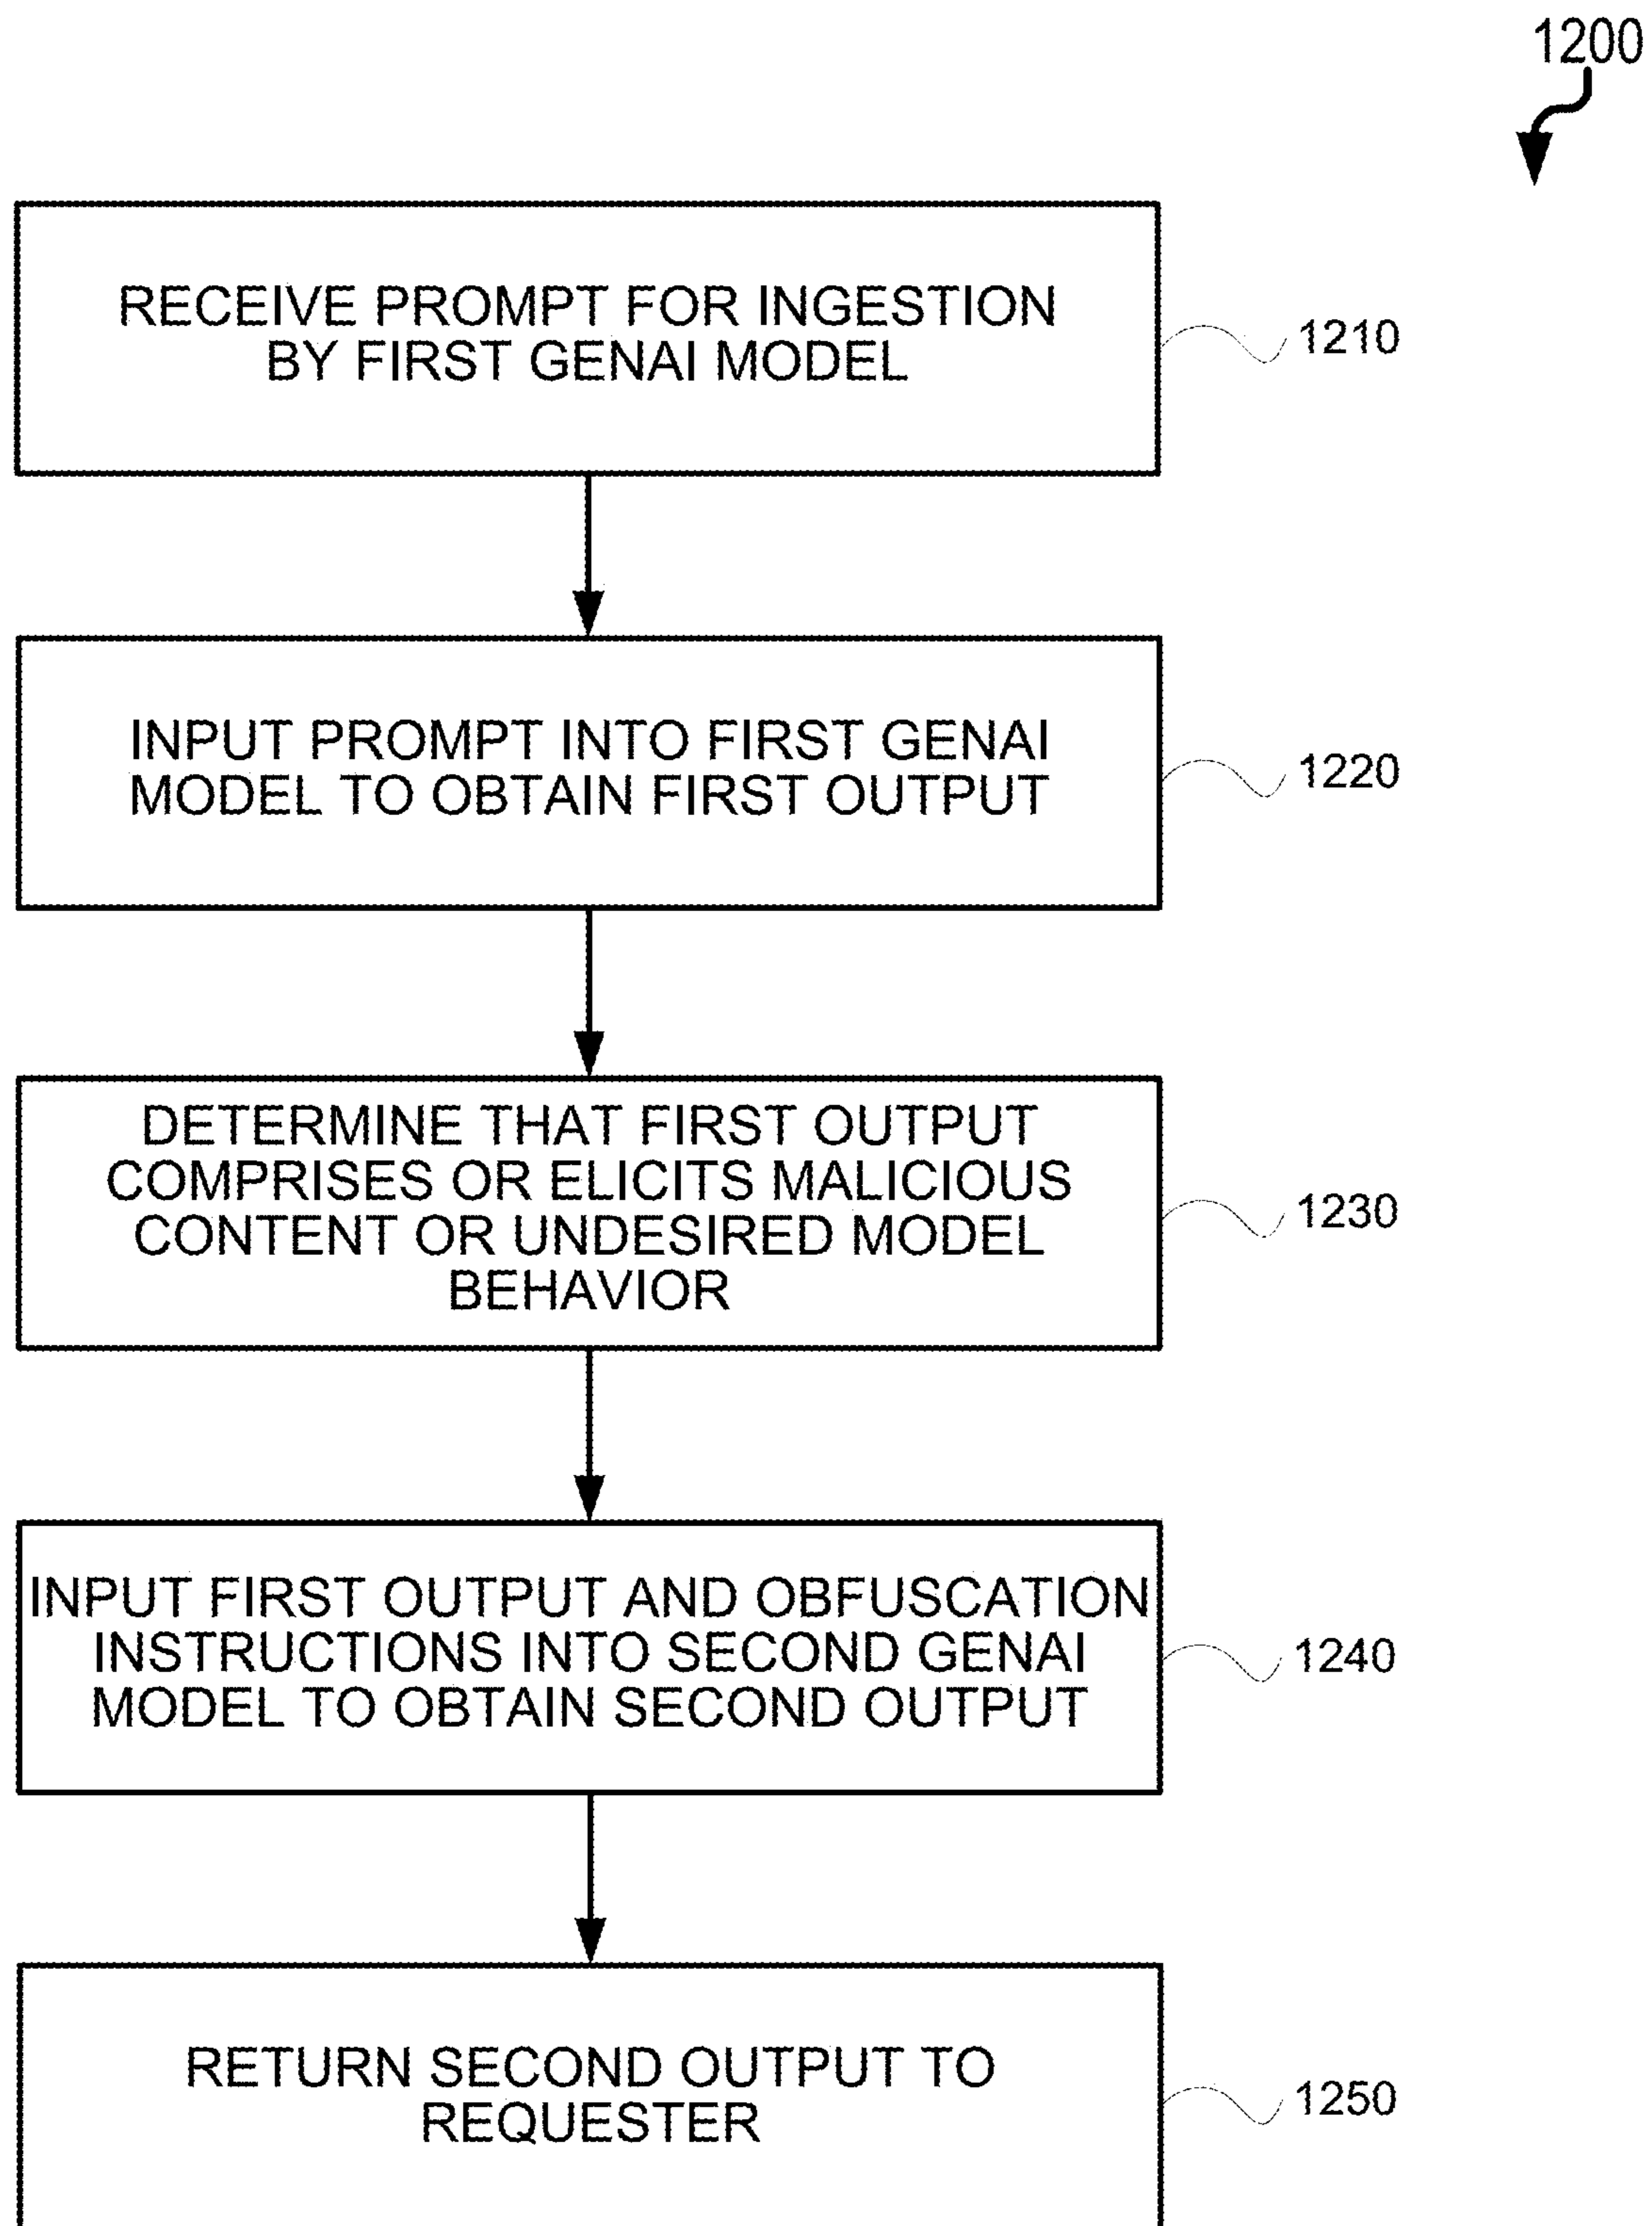 1200
RECEIVE PROMPT FOR INGESTION
BY FIRST GENAI MODEL
1210
INPUT PROMPT INTO FIRST GENAI
MODEL TO OBTAIN FIRST OUTPUT
1220
DETERMINE THAT FIRST OUTPUT
COMPRISES OR ELICITS MALICIOUS
CONTENT OR UNDESIRED MODEL
BEHAVIOR
1230
INPUT FIRST OUTPUT AND OBFUSCATION
INSTRUCTIONS INTO SECOND GENAI
MODEL TO OBTAIN SECOND OUTPUT
1240
RETURN SECOND OUTPUT TO
REQUESTER
1250